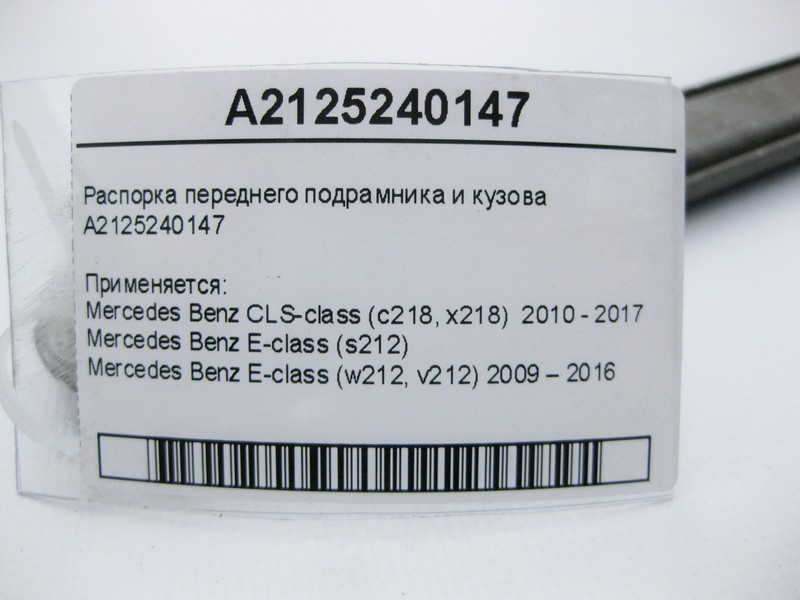 A2125240147
Распорка переднего подрамника и кузова
A2125240147
Применяется:
Mercedes Benz CLS-class (c218, x218)  2010 - 2017
Mercedes Benz E-class (s212)
Mercedes Benz E-class (w212, v212) 2009 – 2016